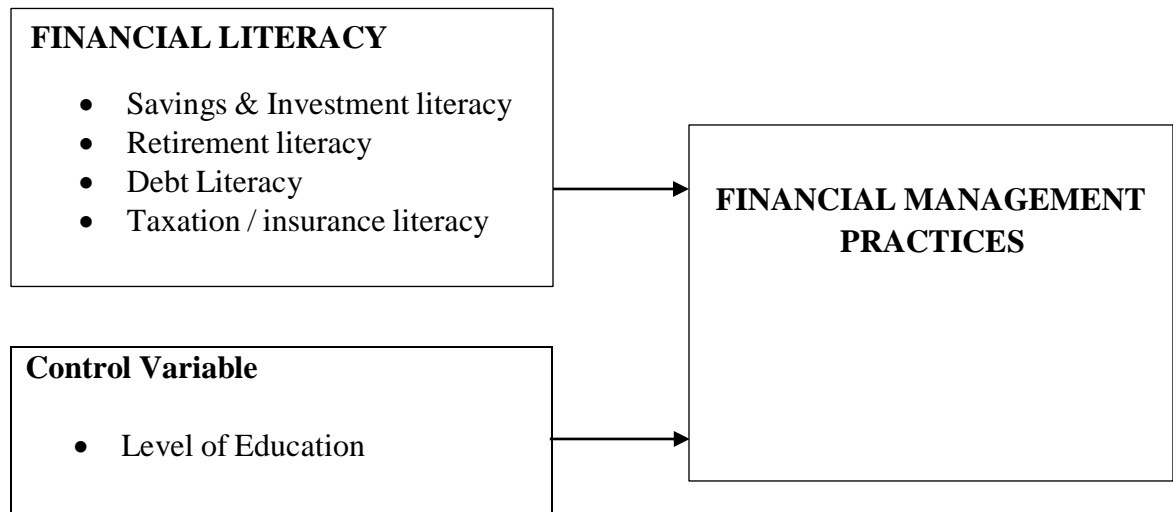 FINANCIAL LITERACY
• Savings & Investment literacy
• Retirement literacy
• Debt Literacy
• Taxation / insurance literacy
FINANCIAL MANAGEMENT
PRACTICES
Control Variable
• Level of Education